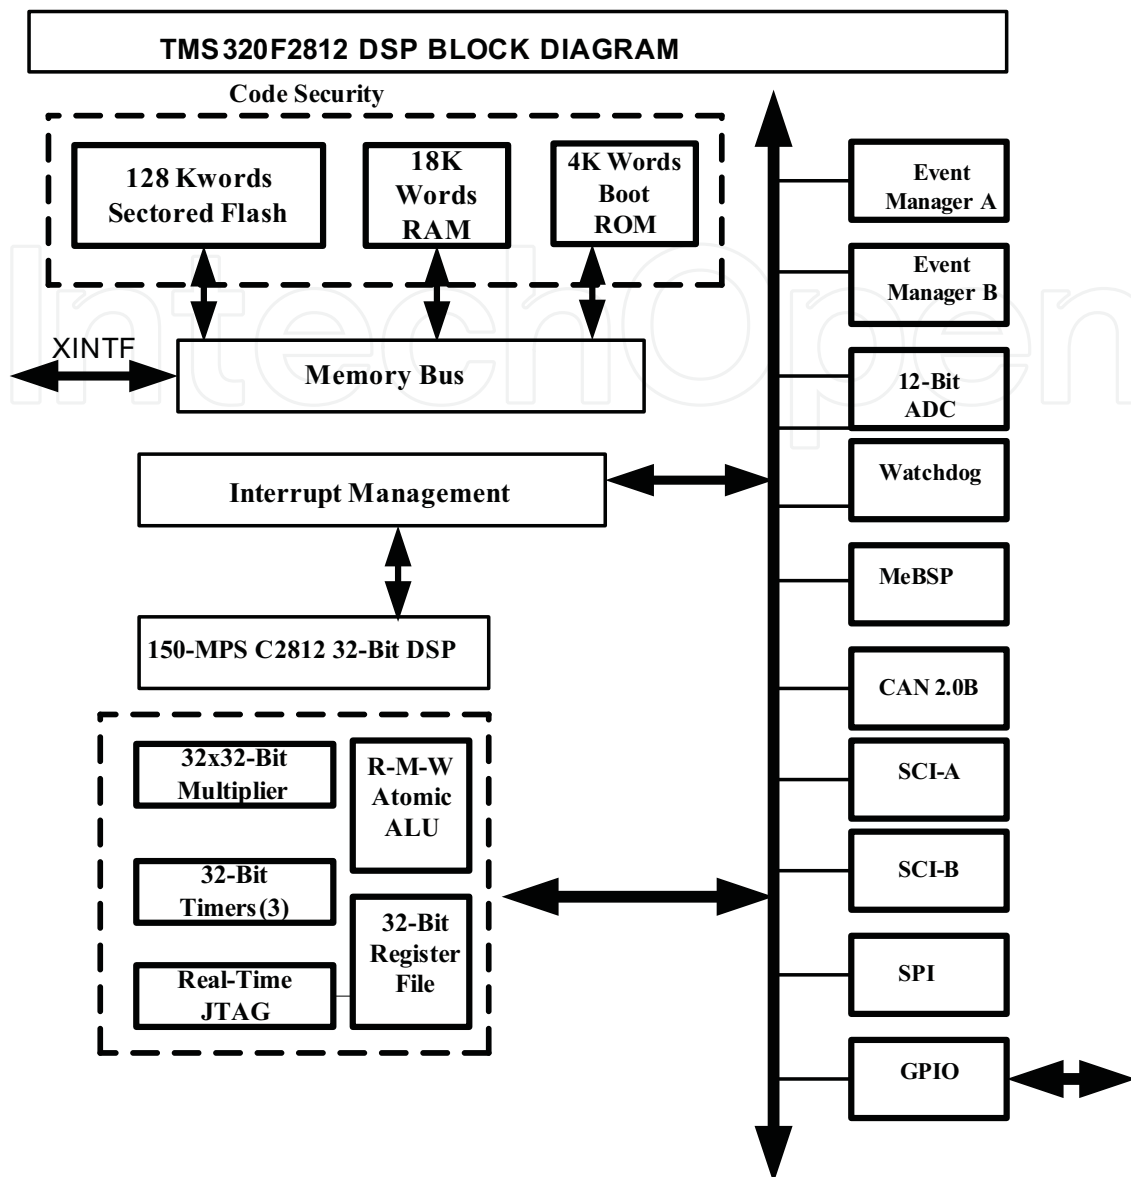 TMS320F2812 DSP BLOCK DIAGRAM
Code Security
128 Kwords
Sectored Flash
18K
Words
RAM
4K Words
Boot
ROM
XINTF
Memory Bus
Interrupt Management
150-MPS C2812 32-Bit DSP
32x32-Bit
Multiplier
R-M-W
Atomic
ALU
32-Bit
Timers(3)
32-Bit
Register
File
Real-Time
JTAG
Event
Manager A
Event
Manager B
12-Bit
ADC
Watchdog
MeBSP
CAN 2.0B
SCI-A
SCI-B
SPI
GPIO
IntechOpen